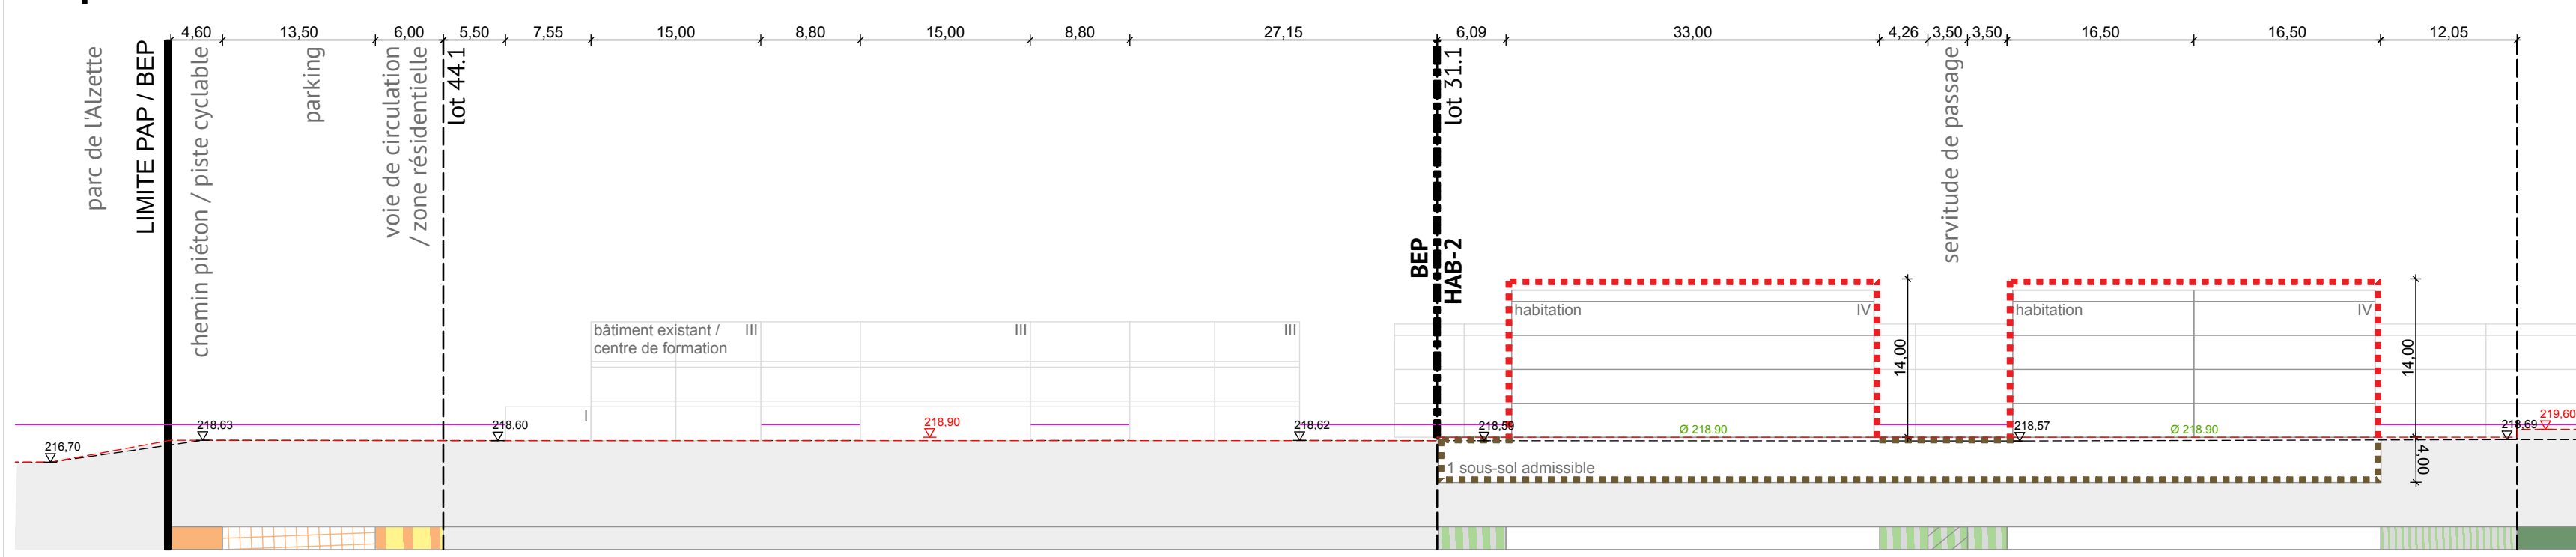 4,60
13,50
6,00
5,50
7,55
15,00
8,80
15,00
8,80
27,15
6,09
33,00
4,26
3,50
3,50
16,50
16,50
12,05
parc de l'Alzette
LIMITE PAP / BEP
chemin piéton / piste cyclable
parking
voie de circulation
/ zone résidentielle
lot 44.1
lot 31.1
servitude de passage
BEP
HAB-2
bâtiment existant /
centre de formation
III
III
III
I
habitation
IV
14,00
habitation
IV
14,00
216,70
218,63
218,60
218,90
218,62
218,59
Ø 218.90
218,57
Ø 218.90
218,69
219,60
1 sous-sol admissible
4,00